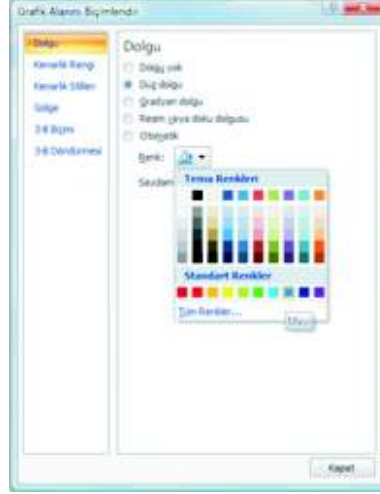 Grafik Alanını Biçimlendir
Dolgu
Kenarlık Rengi
Kenarlık Stilleri
Gölge
3-B Biçimi
3-B Döndürmesi
Dolgu
Dolgu yok
Düz dolgu
Gradyan dolgu
Resim veya doku dolgusu
Otomatik
Renk:
Saydam
Tema Renkleri
Standart Renkler
Tüm Renkler...
Mavi
Kapat